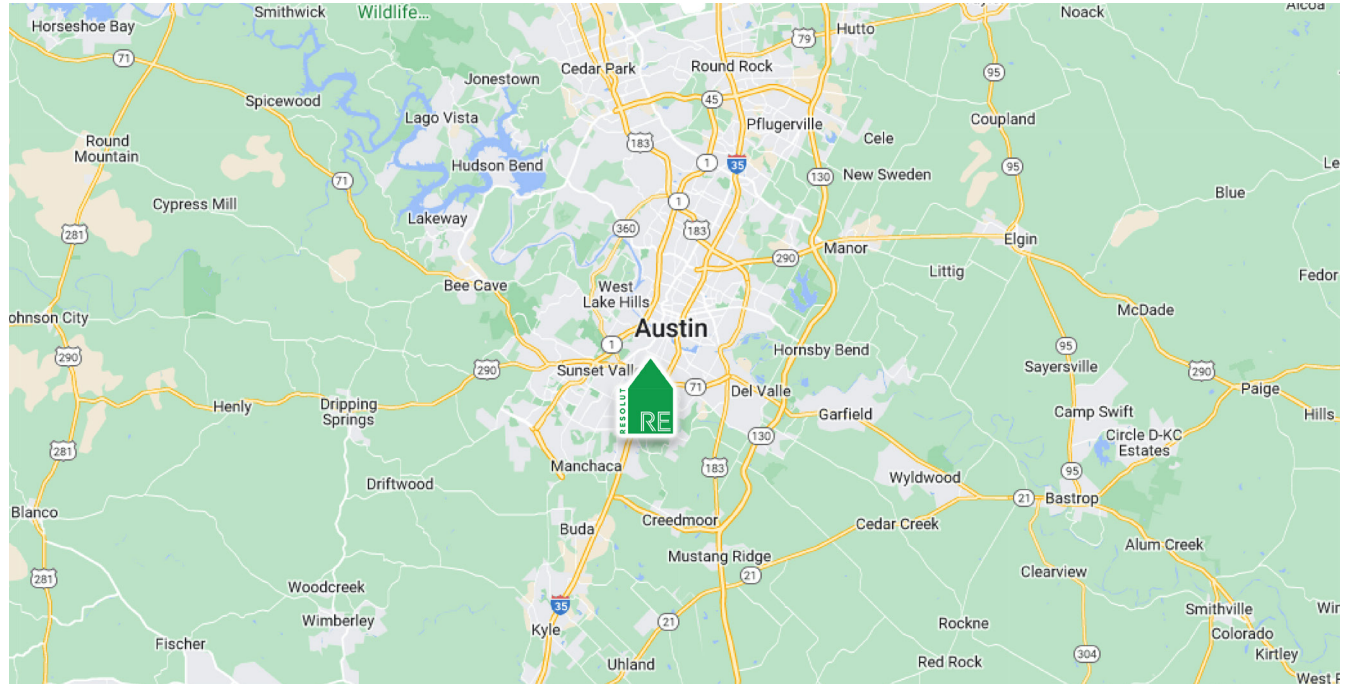 Smithwick
Wildlife...
Noack
Alcoa
Horseshoe Bay
Hutto
79
71
Cedar Park
Round Rock
Jonestown
95
Spicewood
45
Lago Vista
Coupland
Pflugerville
Cele
Round
Mountain
183
Hudson Bend
1
35
95
Le
130
New Sweden
71
Blue
Cypress Mill
1
Lakeway
360
183
281
Elgin
Manor
290
Littig
Fedor
Bee Cave
West
Lake Hills
McDade
ohnson City
Austin
1
Hornsby Bend
95
290
Sayersville
290
290
Sunset Valle
71
Del Valle
Paige
Henly
Dripping
Springs
RESOLUT
RE
Garfield
Camp Swift
Hills
130
Circle D-KC
Estates
281
Manchaca
183
95
Driftwood
Wyldwood
21
Bastrop
Blanco
Buda
Creedmoor
Cedar Creek
Alum Creek
Mustang Ridge
281
21
Clearview
Woodcreek
35
Smithville
Win
Wimberley
21
Kyle
Rockne
Colorado
Fischer
304
Kirtley
Uhland
Red Rock
West P